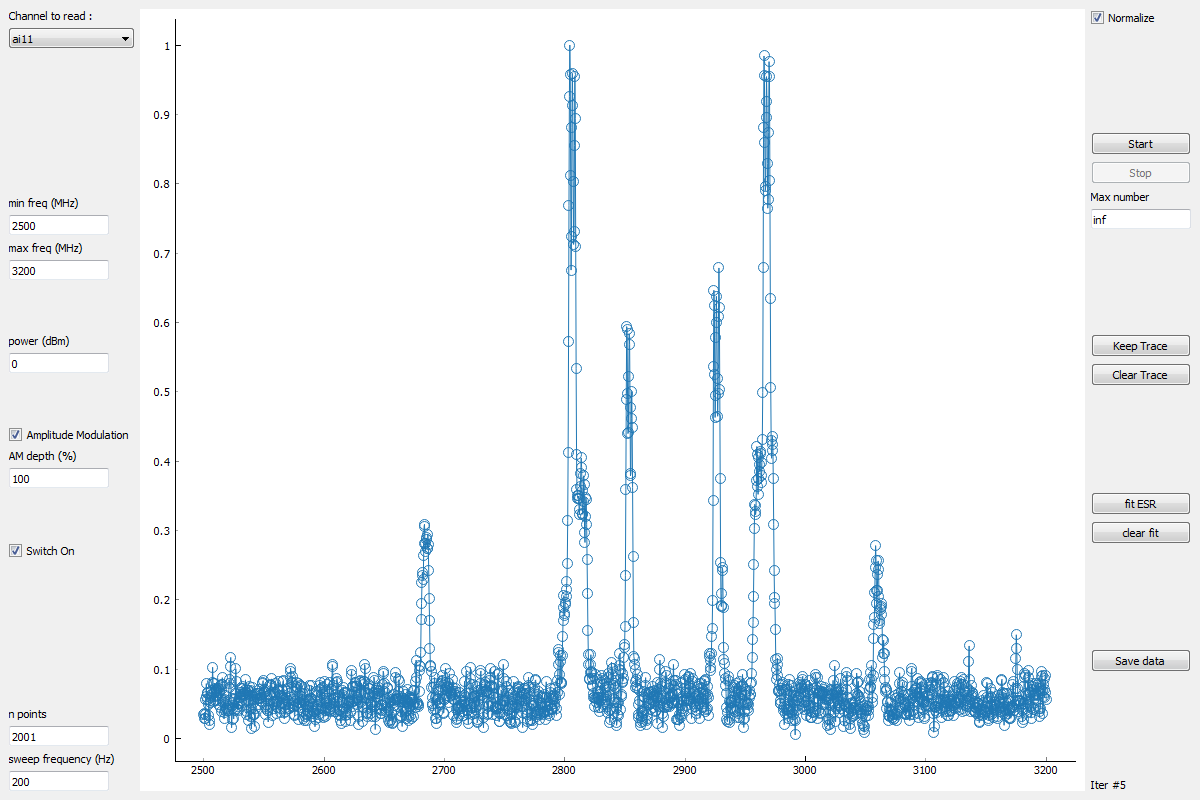 Channel to read :
ai11
min freq (MHz)
2500
max freq (MHz)
3200
power (dBm)
0
Amplitude Modulation
AM depth (%)
100
Switch On
n points
2001
sweep frequency (Hz)
200
1
0.9
0.8
0.7
0.6
0.5
0.4
0.3
0.2
0.1
0
2500 2600 2700 2800 2900 3000 3100 3200
Normalize
Start
Stop
Max number
inf
Keep Trace
Clear Trace
fit ESR
clear fit
Save data
Iter #5